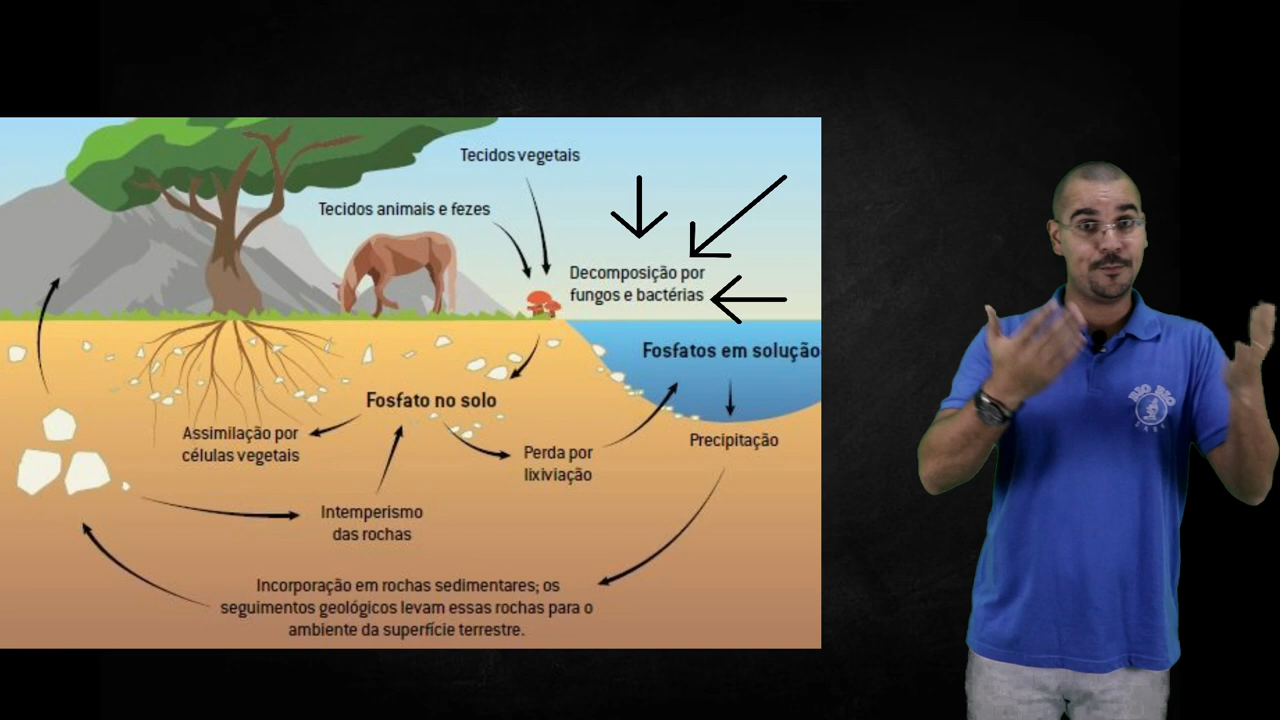 Tecidos vegetais
Tecidos animais e fezes
Decomposição por
fungos e bactérias
Fosfatos em solução
Fosfato no solo
Assimilação por
células vegetais
Perda por
lixiviação
Precipitação
Intemperismo
das rochas
Incorporação em rochas sedimentares; os
seguimentos geológicos levam essas rochas para o
ambiente da superfície terrestre.